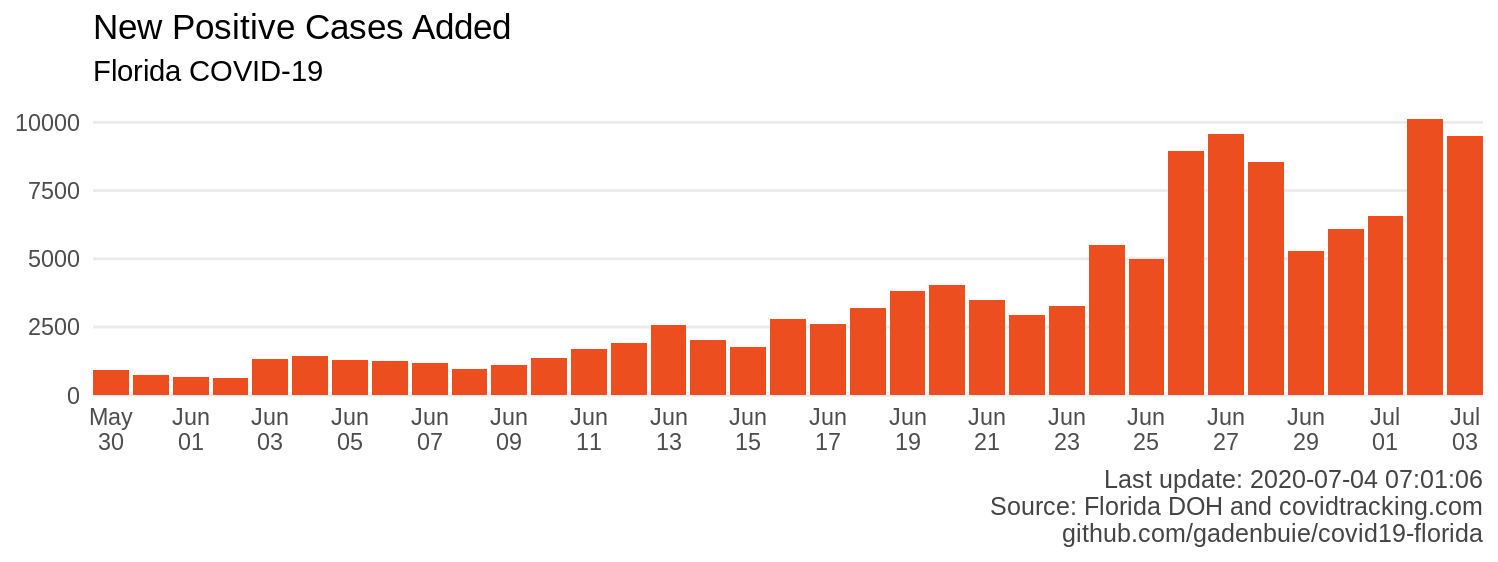 New Positive Cases Added
Florida COVID-19
10000
7500
5000
2500
0
May Jun Jun Jun Jun Jun Jun Jun Jun Jun Jun Jun Jun Jun Jun Jun Jul Jul
30 01 03 05 07 09 11 13 15 17 19 21 23 25 27 29 01 03
Last update: 2020-07-04 07:01:06
Source: Florida DOH and covidtracking.com
github.com/gadenbuie/covid19-florida